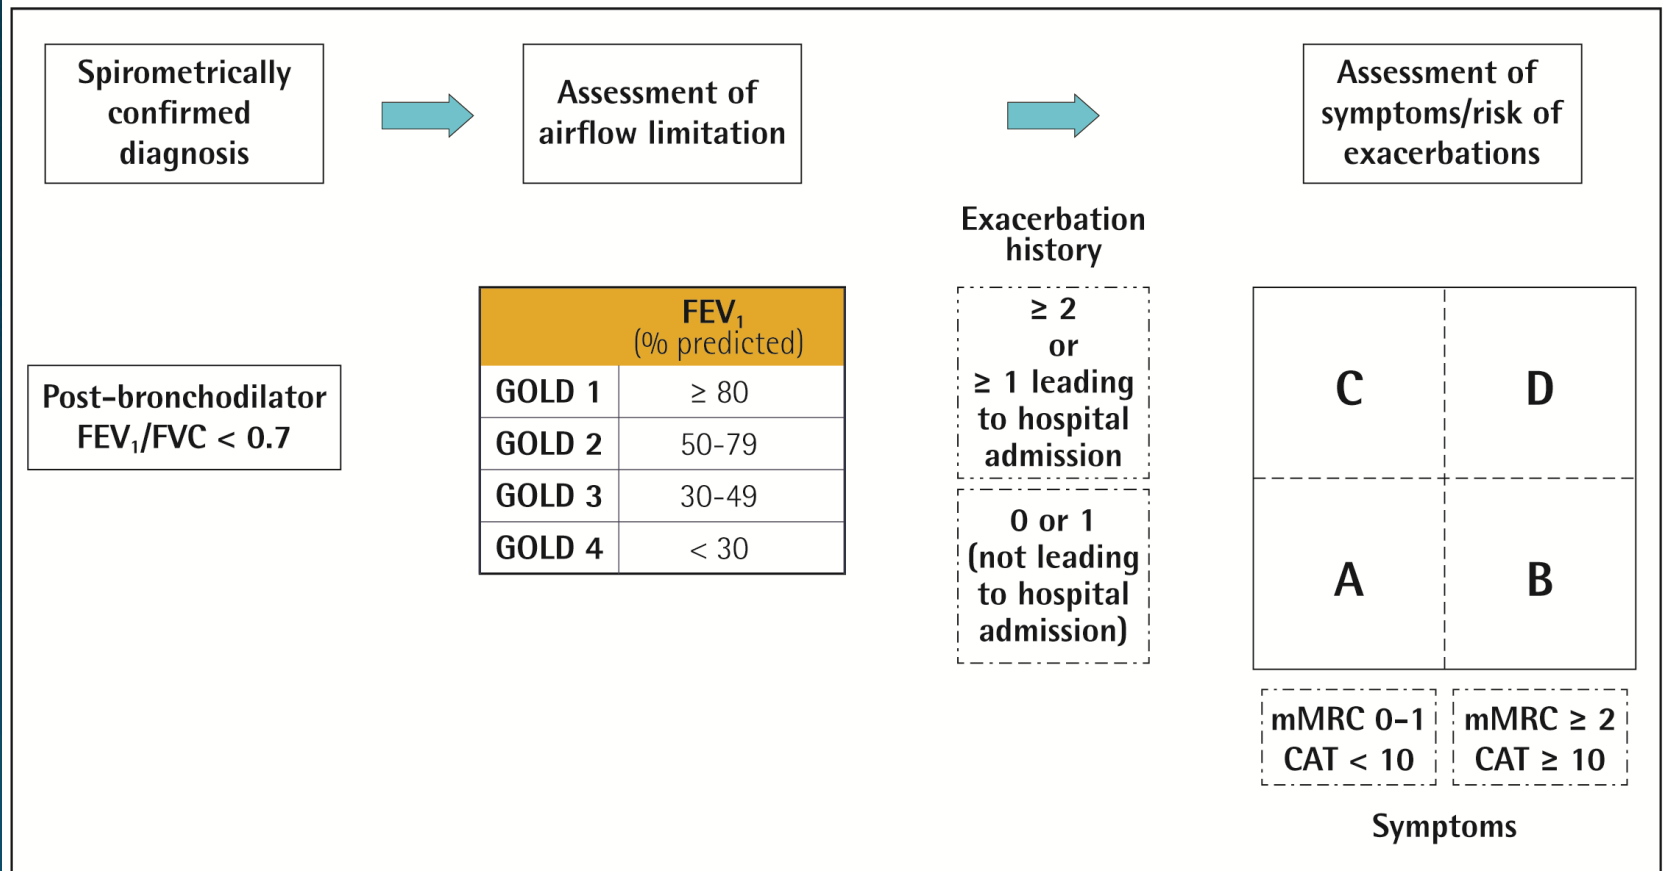 Spirometrically
confirmed
diagnosis
Assessment of
airflow limitation
Assessment of
symptoms/risk of
exacerbations
Post-bronchodilator
FEV₁/FVC < 0.7
FEV₁
(% predicted)
GOLD 1 ≥ 80
GOLD 2 50-79
GOLD 3 30-49
GOLD 4 < 30
Exacerbation
history
≥ 2
or
≥ 1 leading
to hospital
admission
0 or 1
(not leading
to hospital
admission)
C D
A B
mMRC 0-1
CAT < 10
mMRC ≥ 2
CAT ≥ 10
Symptoms